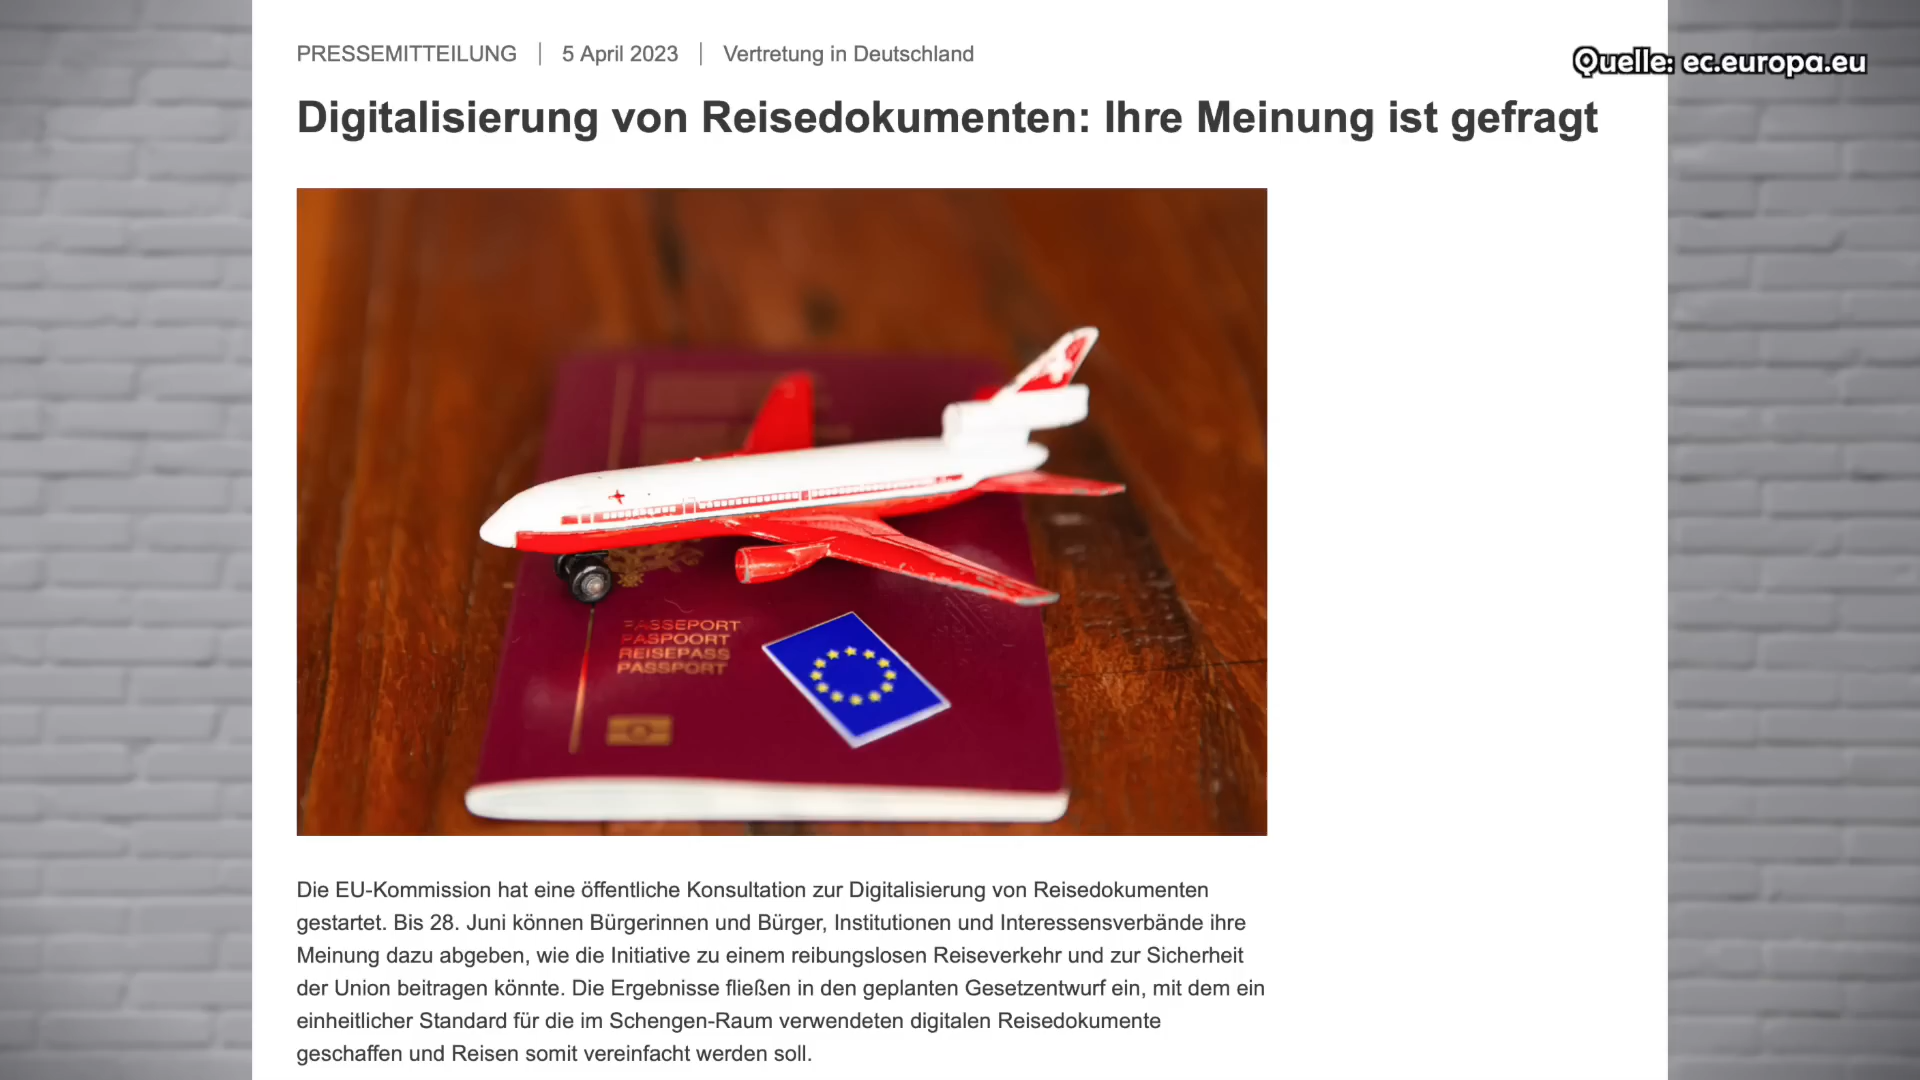 PRESSEMITTEILUNG | 5 April 2023 | Vertretung in Deutschland
Quelle: ec.europa.eu
Digitalisierung von Reisedokumenten: Ihre Meinung ist gefragt
PASSEPORT
PASPOORT
REISEPASS
PASSPORT
Die EU-Kommission hat eine öffentliche Konsultation zur Digitalisierung von Reisedokumenten
gestartet. Bis 28. Juni können Bürgerinnen und Bürger, Institutionen und Interessensverbände ihre
Meinung dazu abgeben, wie die Initiative zu einem reibungslosen Reiseverkehr und zur Sicherheit
der Union beitragen könnte. Die Ergebnisse fließen in den geplanten Gesetzentwurf ein, mit dem ein
einheitlicher Standard für die im Schengen-Raum verwendeten digitalen Reisedokumente
geschaffen und Reisen somit vereinfacht werden soll.